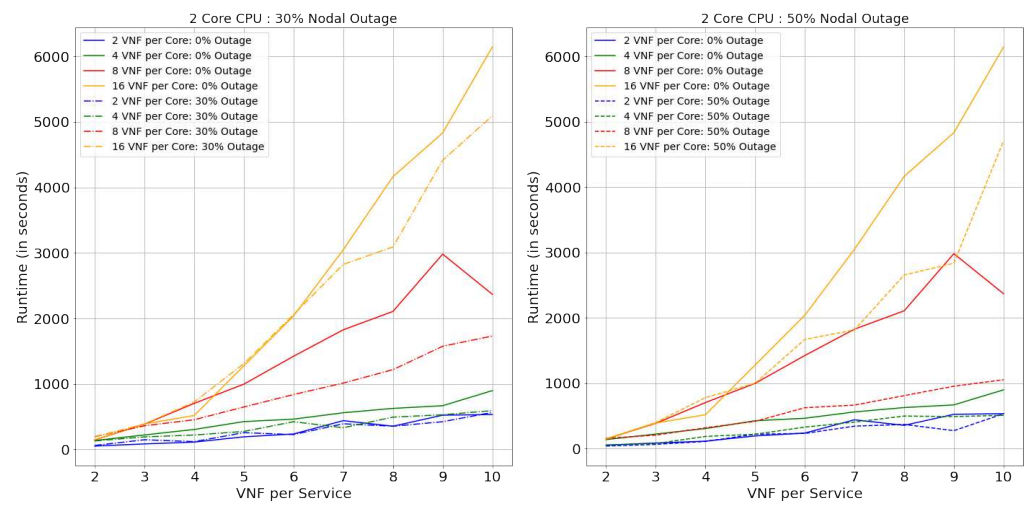 2 Core CPU : 30% Nodal Outage
2 VNF per Core: 0% Outage
4 VNF per Core: 0% Outage
8 VNF per Core: 0% Outage
16 VNF per Core: 0% Outage
2 VNF per Core: 30% Outage
4 VNF per Core: 30% Outage
8 VNF per Core: 30% Outage
16 VNF per Core: 30% Outage
Runtime (in seconds)
6000
5000
4000
3000
2000
1000
0
2 3 4 5 6 7 8 9 10
VNF per Service
2 Core CPU : 50% Nodal Outage
2 VNF per Core: 0% Outage
4 VNF per Core: 0% Outage
8 VNF per Core: 0% Outage
16 VNF per Core: 0% Outage
2 VNF per Core: 50% Outage
4 VNF per Core: 50% Outage
8 VNF per Core: 50% Outage
16 VNF per Core: 50% Outage
Runtime (in seconds)
6000
5000
4000
3000
2000
1000
0
2 3 4 5 6 7 8 9 10
VNF per Service